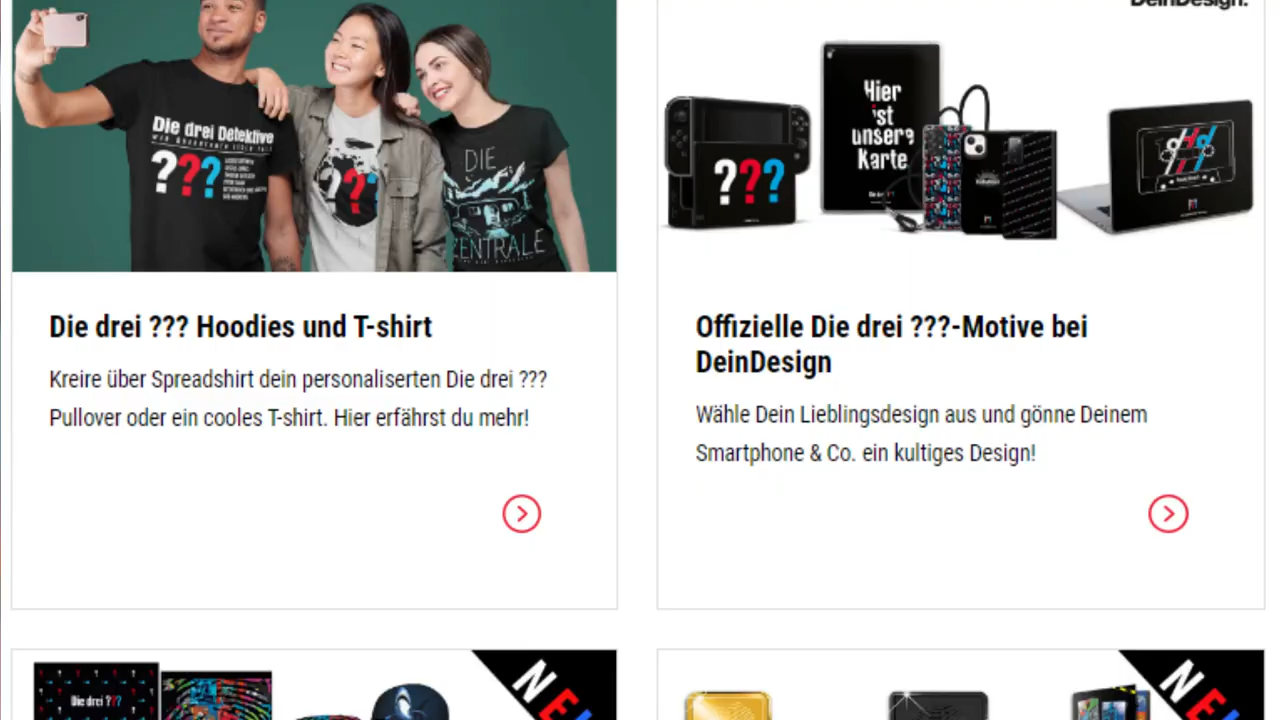 DeinDesign.
Die drei Detektive
???
???
DIE
ZENTRALE
???
Hier
ist
unsere
Karte
Die drei ??? Hoodies und T-shirt
Kreire über Spreadshirt dein personaliserten Die drei ???
Pullover oder ein cooles T-shirt. Hier erfährst du mehr!
Offizielle Die drei ???-Motive bei
DeinDesign
Wähle Dein Lieblingsdesign aus und gönne Deinem
Smartphone & Co. ein kultiges Design!
Die drei ???